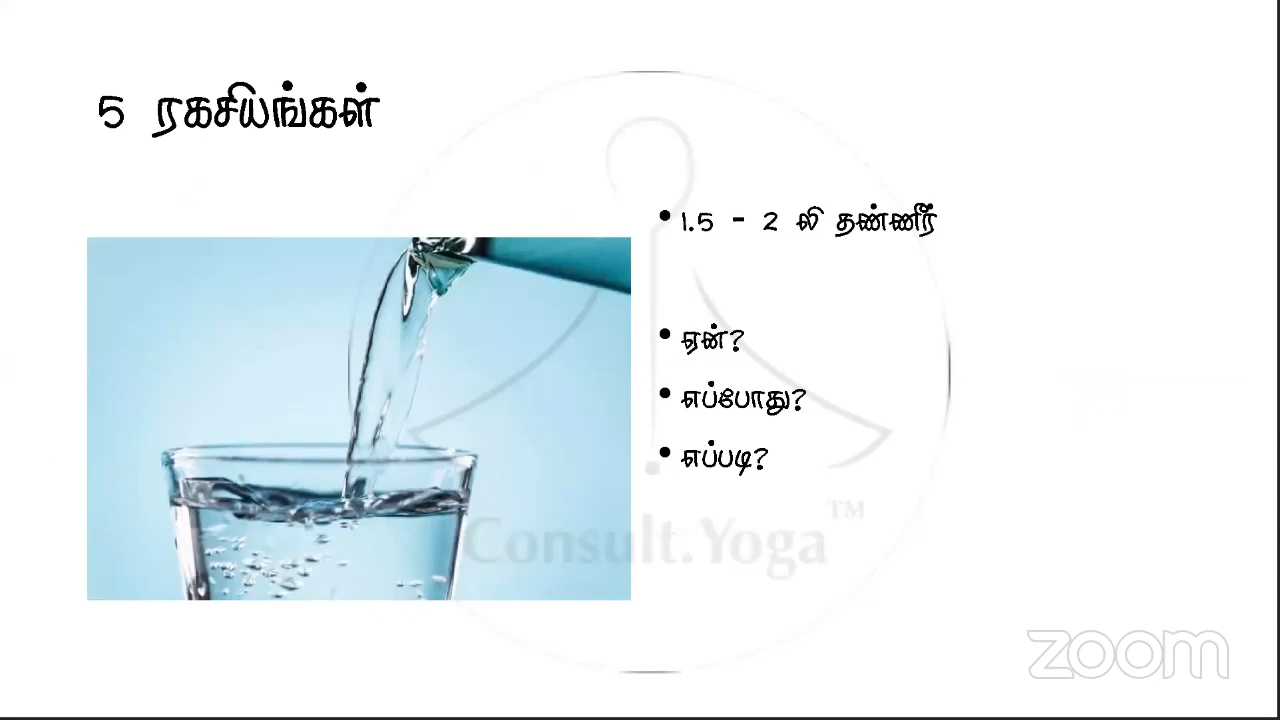 5 ரகசியங்கள்
• 1.5 - 2 லி தண்ணீர்
• ஏன்?
• எப்போது?
• எப்படி?
Consult.Yoga™
zoom